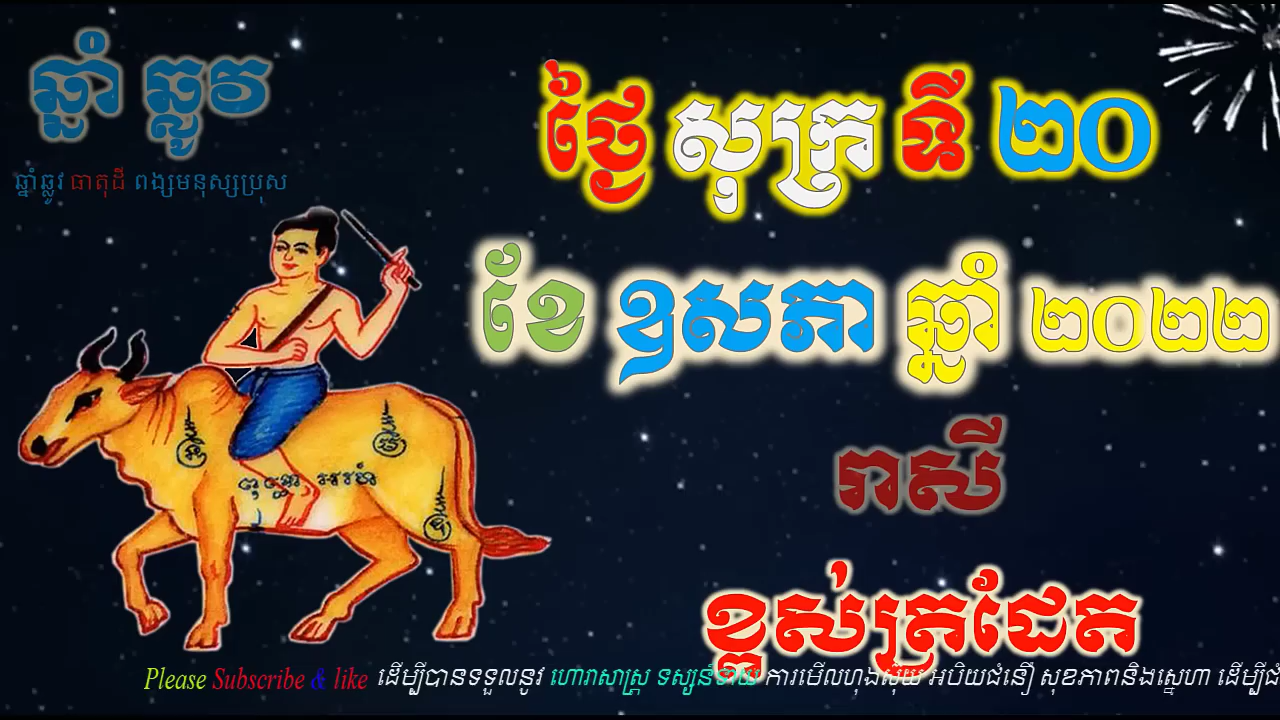 ឆ្នាំ ឆ្លូវ
ឆ្នាំឆ្លូវ ធាតុដី ពង្សមនុស្សប្រុស
ថ្ងៃ សុក្រ ទី ២០
ខែ ឧសភា ឆ្នាំ ២០២២
រាសី
ខ្ពស់ត្រដែត
Please Subscribe & like ដើម្បីបានទទួលនូវ ហោរាសាស្ត្រ ទស្សន៍ទាយ ការមើលហុងស៊ុយ អបិយជំនឿ សុខភាពនិងស្នេហា ដើម្បីជំ